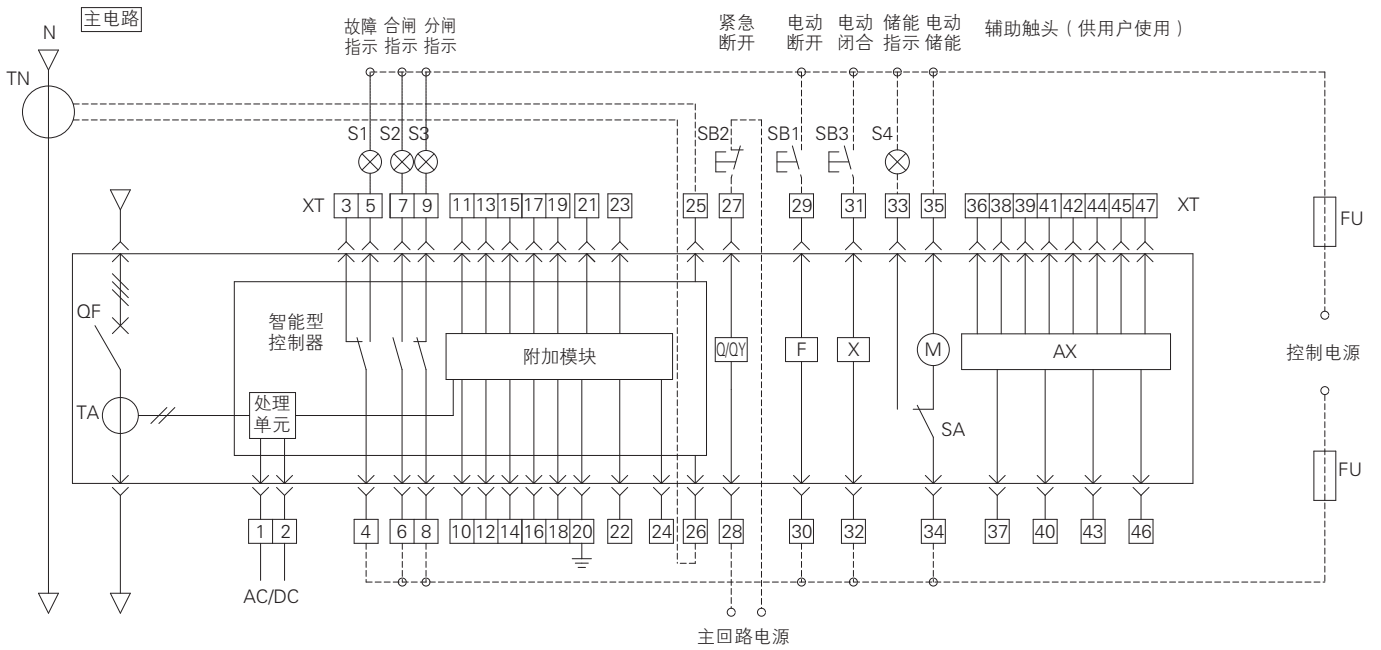 主电路
N
TN
故障 合闸 分闸
指示 指示 指示
紧急
断开
电动
断开
电动
闭合
储能
指示
电动
储能
辅助触头（供用户使用）
S1 S2 S3 SB2 SB1 SB3 S4
XT 3 5 7 9 11 13 15 17 19 21 23 25 27 29 31 33 35 36 38 39 41 42 44 45 47 XT
FU
QF
智能型
控制器
附加模块
Q/QY
F
X
M
AX
控制电源
TA
处理
单元
SA
FU
1 2 4 6 8 10 12 14 16 18 20 22 24 26 28 30 32 34 37 40 43 46
AC/DC
主回路电源